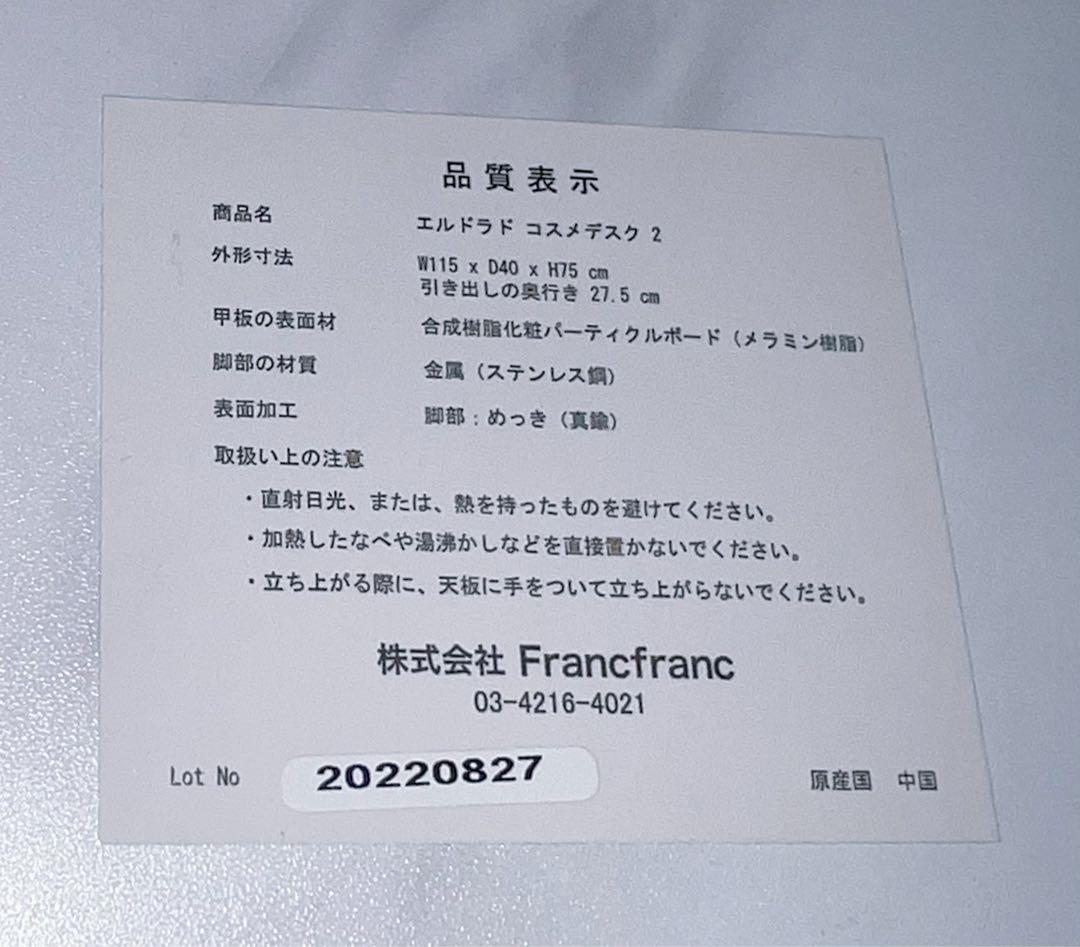 品質表示
商品名 エルドラド コスメデスク 2
外形寸法 W115 x D40 x H75 cm
引き出しの奥行き 27.5 cm
甲板の表面材 合成樹脂化粧パーティクルボード（メラミン樹脂）
脚部の材質 金属（ステンレス鋼）
表面加工 脚部：めっき（真鍮）
取扱い上の注意
・直射日光、または、熱を持ったものを避けてください。
・加熱したなべや湯沸かしなどを直接置かないでください。
・立ち上がる際に、天板に手をついて立ち上がらないでください。
株式会社 Francfranc
03-4216-4021
Lot No 20220827 原産国 中国